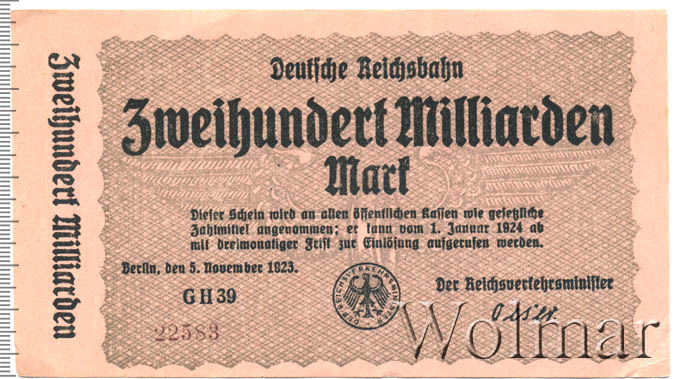 Zweihundert Milliarden
Deutsche Reichsbahn
Zweihundert Milliarden
Mark
Dieser Schein wird an allen öffentlichen Kassen wie gesetzliche
Zahlmittel angenommen; er kann vom 1. Januar 1924 ab
mit dreimonatiger Frist zur Einlösung aufgerufen werden.
Berlin, den 5. November 1923.
Der Reichsverkehrsminister
GH39
Oeser
22583
Wolmar